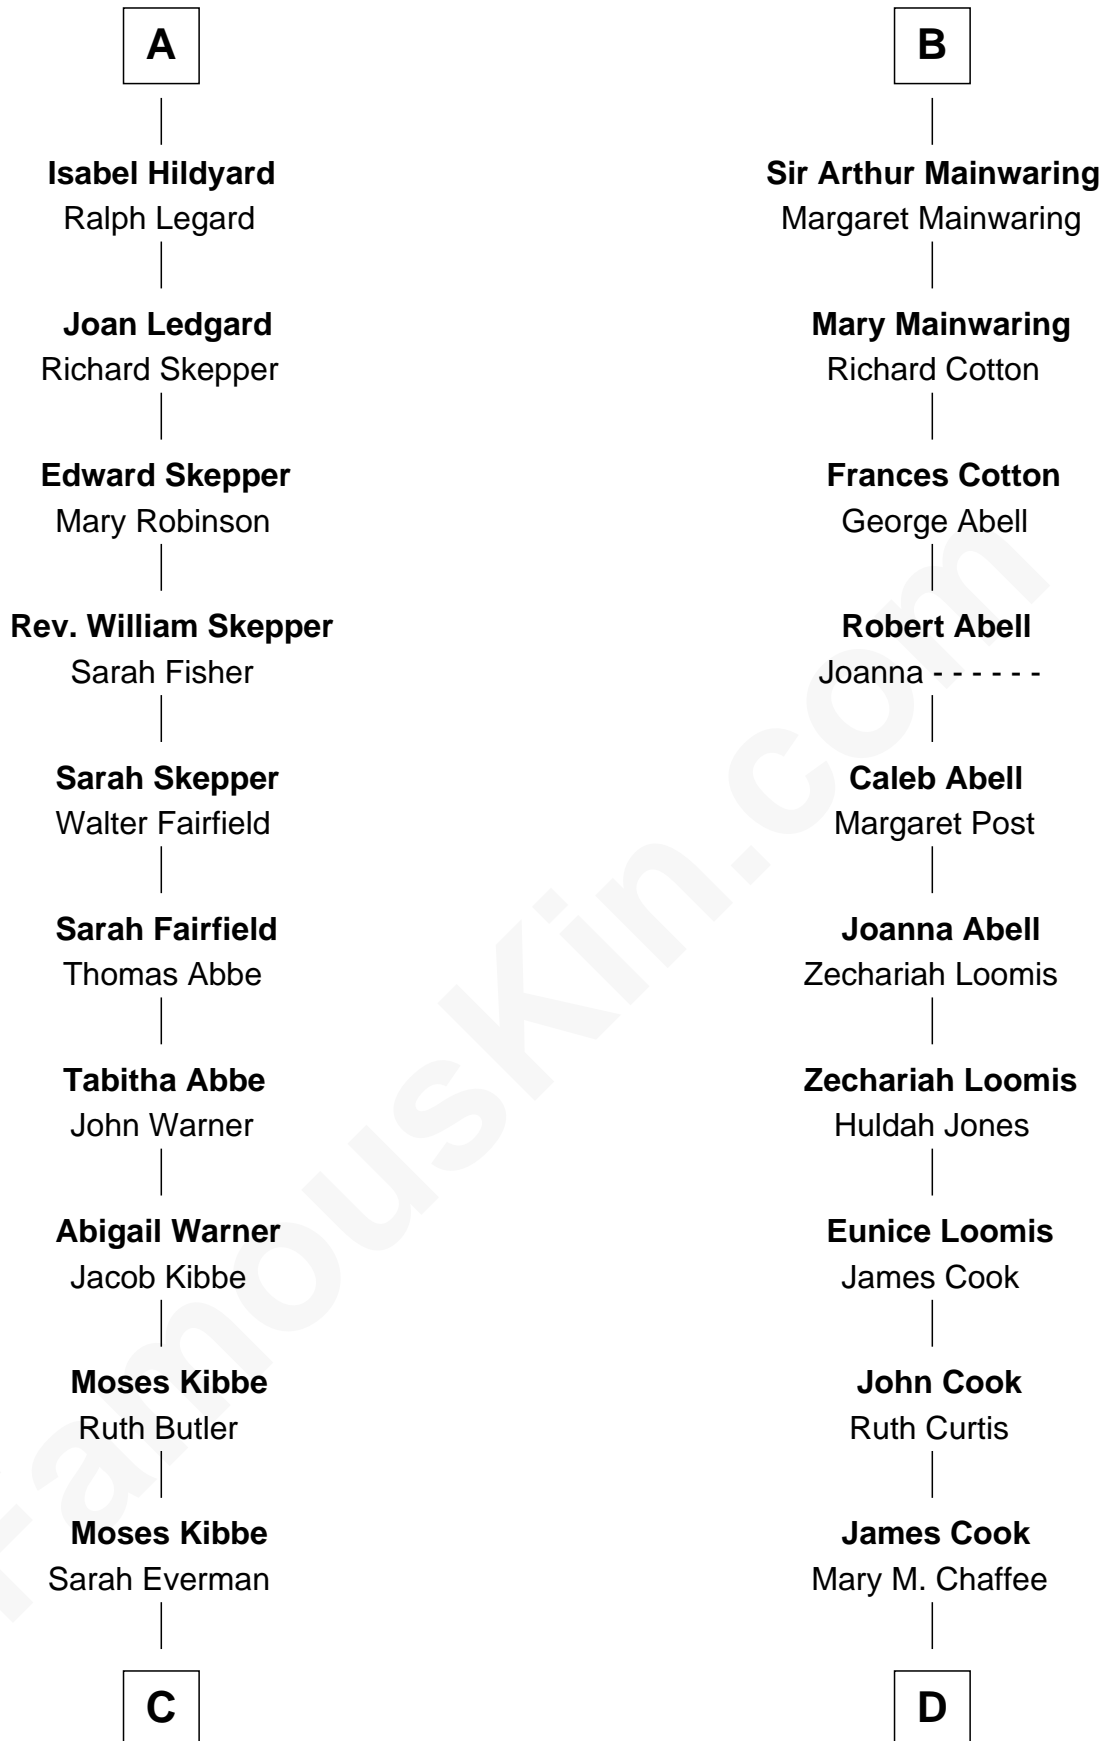 A
Isabel Hildyard
Ralph Legard
Joan Ledgard
Richard Skepper
Edward Skepper
Mary Robinson
Rev. William Skepper
Sarah Fisher
Sarah Skepper
Walter Fairfield
Sarah Fairfield
Thomas Abbe
Tabitha Abbe
John Warner
Abigail Warner
Jacob Kibbe
Moses Kibbe
Ruth Butler
Moses Kibbe
Sarah Everman
C
B
Sir Arthur Mainwaring
Margaret Mainwaring
Mary Mainwaring
Richard Cotton
Frances Cotton
George Abell
Robert Abell
Joanna - - - - - -
Caleb Abell
Margaret Post
Joanna Abell
Zechariah Loomis
Zechariah Loomis
Huldah Jones
Eunice Loomis
James Cook
John Cook
Ruth Curtis
James Cook
Mary M. Chaffee
D
FamousKin.com